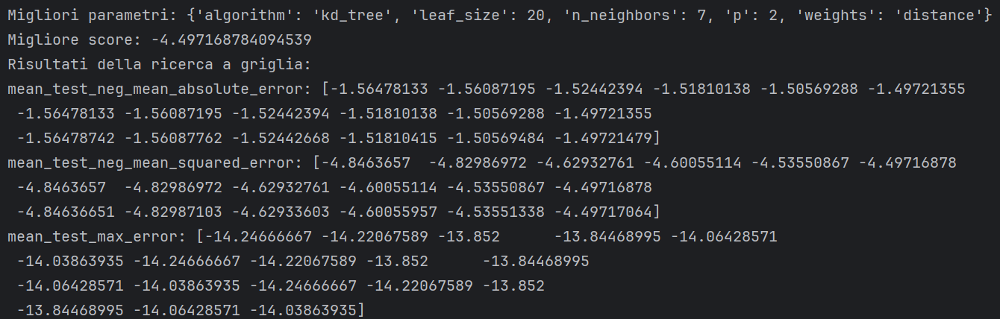 Migliori parametri: {'algorithm': 'kd_tree', 'leaf_size': 20, 'n_neighbors': 7, 'p': 2, 'weights': 'distance'}
Migliore score: -4.497168784094539
Risultati della ricerca a griglia:
mean_test_neg_mean_absolute_error: [-1.56478133 -1.56087195 -1.52442394 -1.51810138 -1.50569288 -1.49721355
 -1.56478133 -1.56087195 -1.52442394 -1.51810138 -1.50569288 -1.49721355
 -1.56478742 -1.56087762 -1.52442668 -1.51810415 -1.50569484 -1.49721479]
mean_test_neg_mean_squared_error: [-4.8463657  -4.82986972 -4.62932761 -4.60055114 -4.53550867 -4.49716878
 -4.8463657  -4.82986972 -4.62932761 -4.60055114 -4.53550867 -4.49716878
 -4.84636651 -4.82987103 -4.62933603 -4.60055957 -4.53551338 -4.49717064]
mean_test_max_error: [-14.24666667 -14.22067589 -13.852      -13.84468995 -14.06428571
 -14.03863935 -14.24666667 -14.22067589 -13.852      -13.84468995
 -14.06428571 -14.03863935 -14.24666667 -14.22067589 -13.852
 -13.84468995 -14.06428571 -14.03863935]